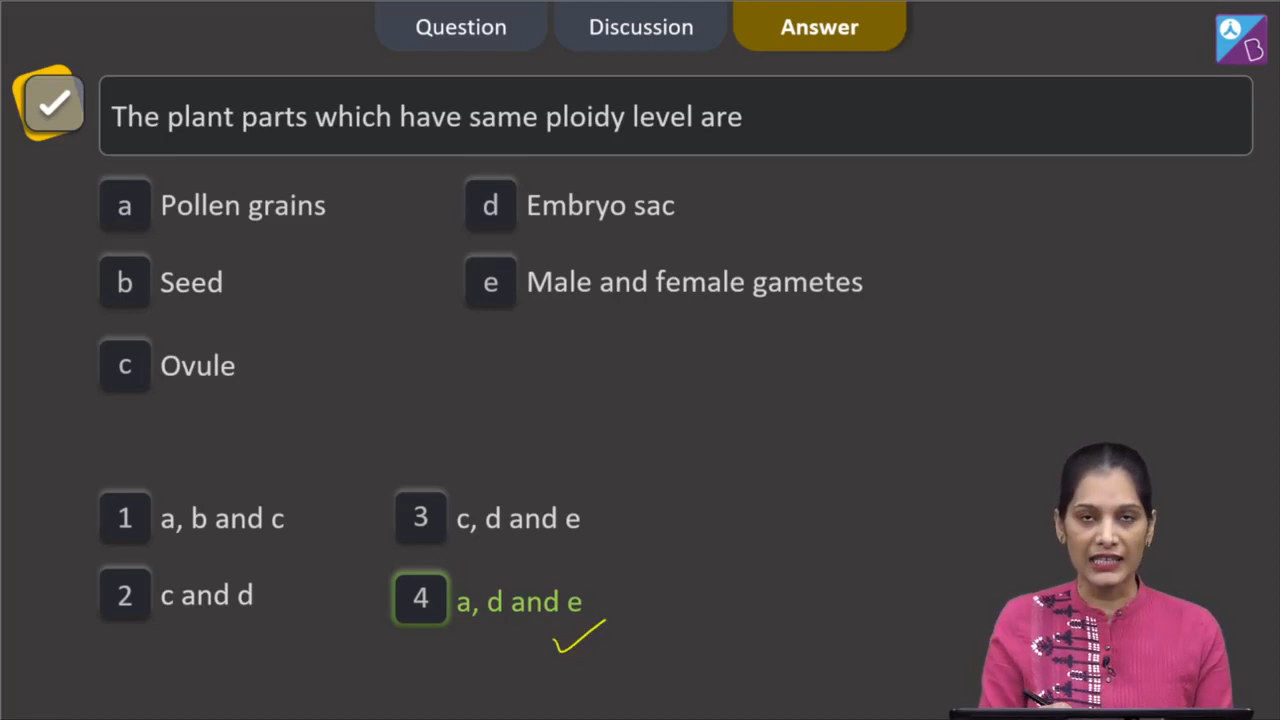 Question Discussion Answer
B
The plant parts which have same ploidy level are
a Pollen grains d Embryo sac
b Seed e Male and female gametes
c Ovule
1 a, b and c 3 c, d and e
2 c and d 4 a, d and e